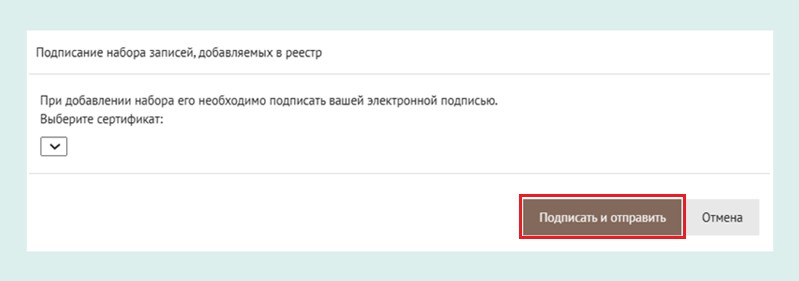 Подписание набора записей, добавляемых в реестр
При добавлении набора его необходимо подписать вашей электронной подписью.
Выберите сертификат:
Подписать и отправить
Отмена